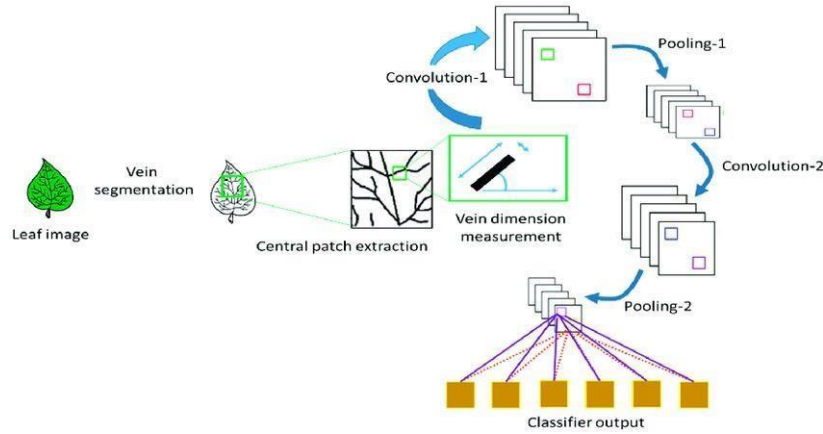 Leaf image
Vein
segmentation
Central patch extraction
Vein dimension
measurement
Convolution-1
Pooling-1
Convolution-2
Pooling-2
Classifier output